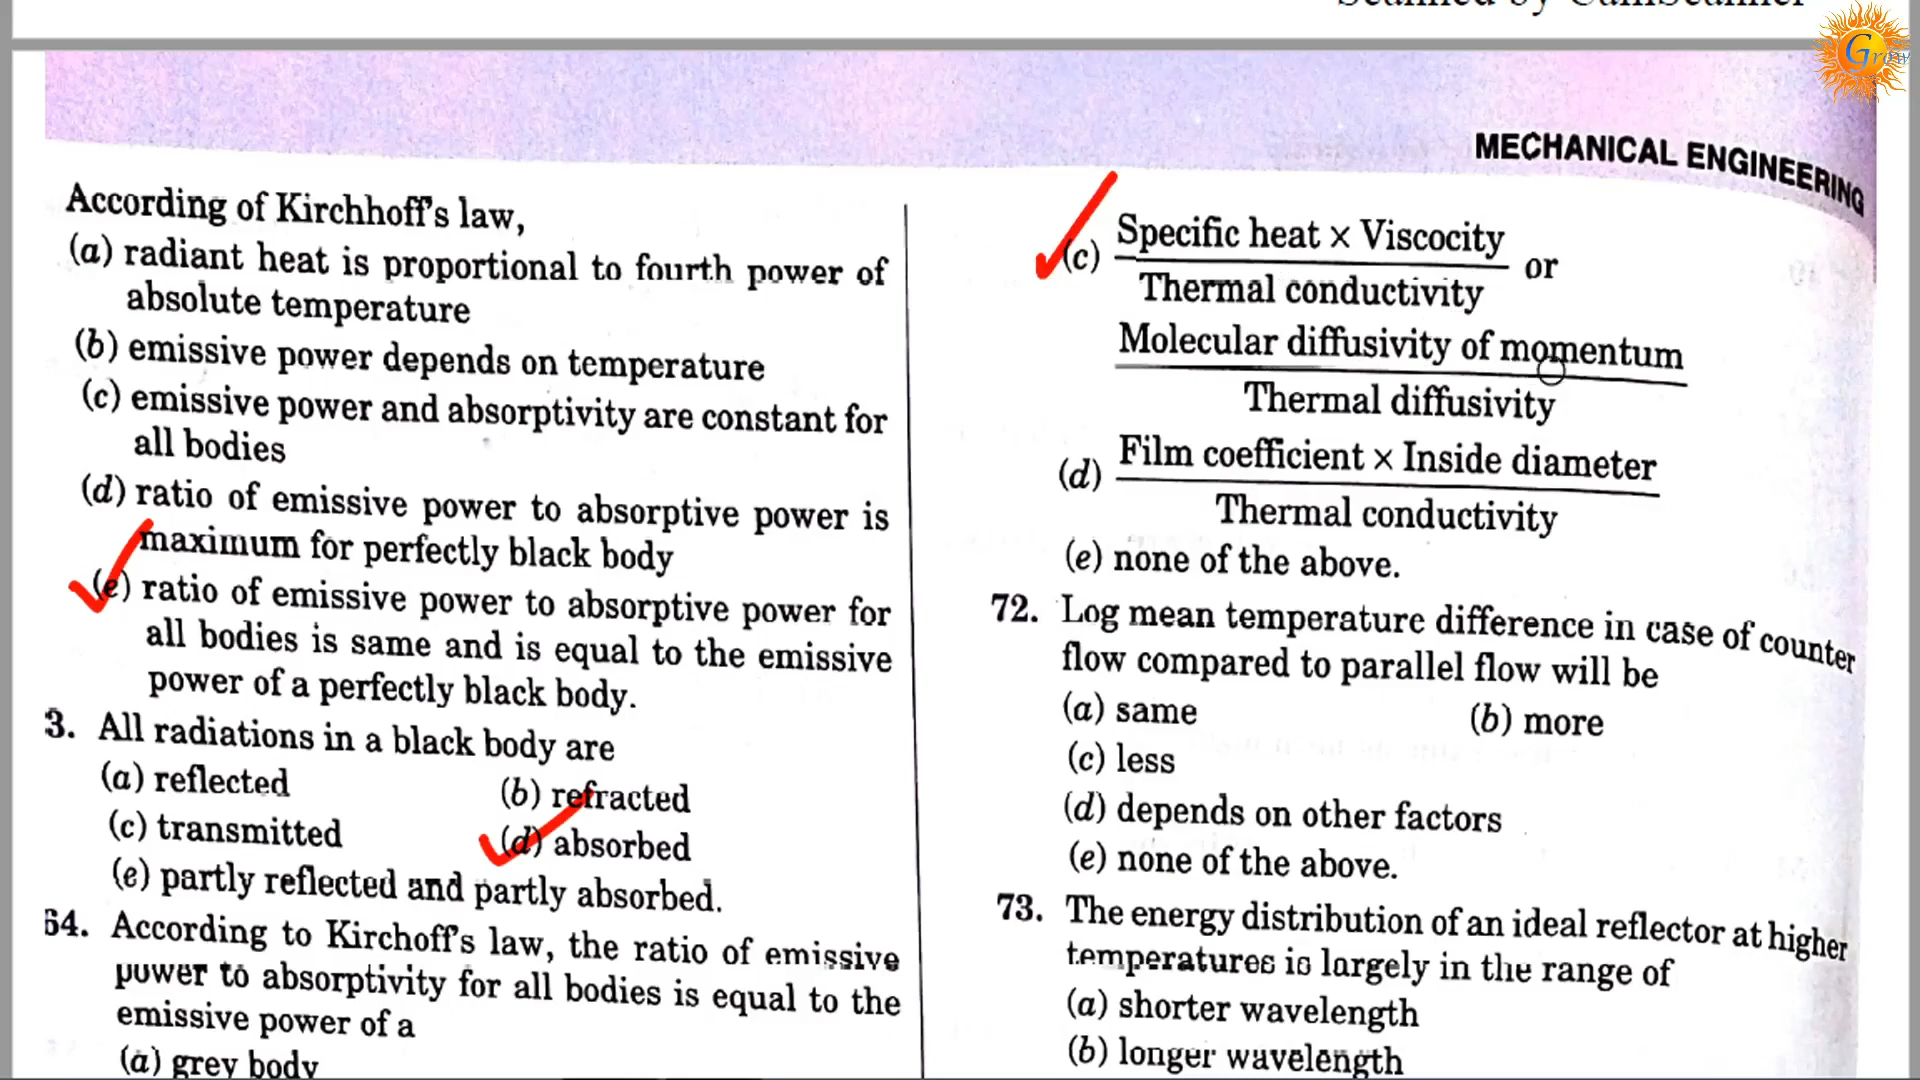 MECHANICAL ENGINEERING
According of Kirchhoff's law,
(a) radiant heat is proportional to fourth power of
absolute temperature
(b) emissive power depends on temperature
(c) emissive power and absorptivity are constant for
all bodies
(d) ratio of emissive power to absorptive power is
maximum for perfectly black body
(e) ratio of emissive power to absorptive power for
all bodies is same and is equal to the emissive
power of a perfectly black body.
3. All radiations in a black body are
(a) reflected (b) refracted
(c) transmitted (d) absorbed
(e) partly reflected and partly absorbed.
64. According to Kirchoff's law, the ratio of emissive
power to absorptivity for all bodies is equal to the
emissive power of a
(a) grey body
(c) Specific heat × Viscocity
Thermal conductivity or
Molecular diffusivity of momentum
Thermal diffusivity
(d) Film coefficient × Inside diameter
Thermal conductivity
(e) none of the above.
72. Log mean temperature difference in case of counter
flow compared to parallel flow will be
(a) same (b) more
(c) less
(d) depends on other factors
(e) none of the above.
73. The energy distribution of an ideal reflector at higher
temperatures is largely in the range of
(a) shorter wavelength
(b) longer wavelength